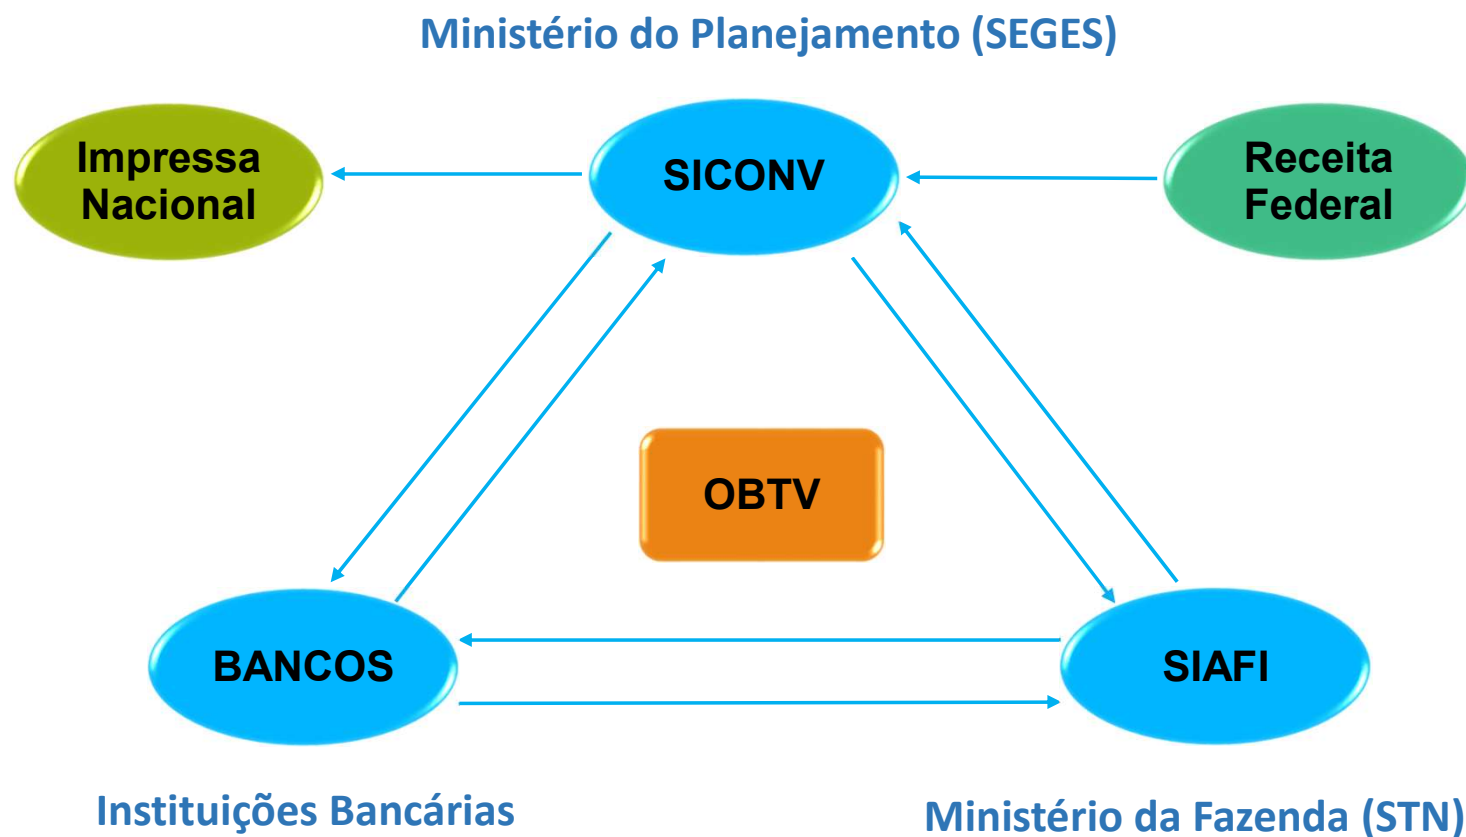 Ministério do Planejamento (SEGES)
Impressa
Nacional
SICONV
Receita
Federal
OBTV
BANCOS
SIAFI
Instituições Bancárias
Ministério da Fazenda (STN)